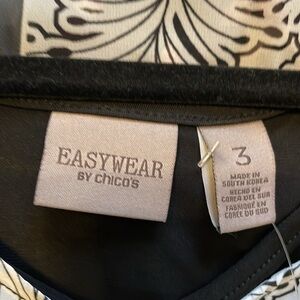 EASYWEAR
BY chico's
3
MADE IN
SOUTH KOREA
HECHO EN
COREA DEL SUR
FABRIQUÉ EN
CORÉE DU SUD